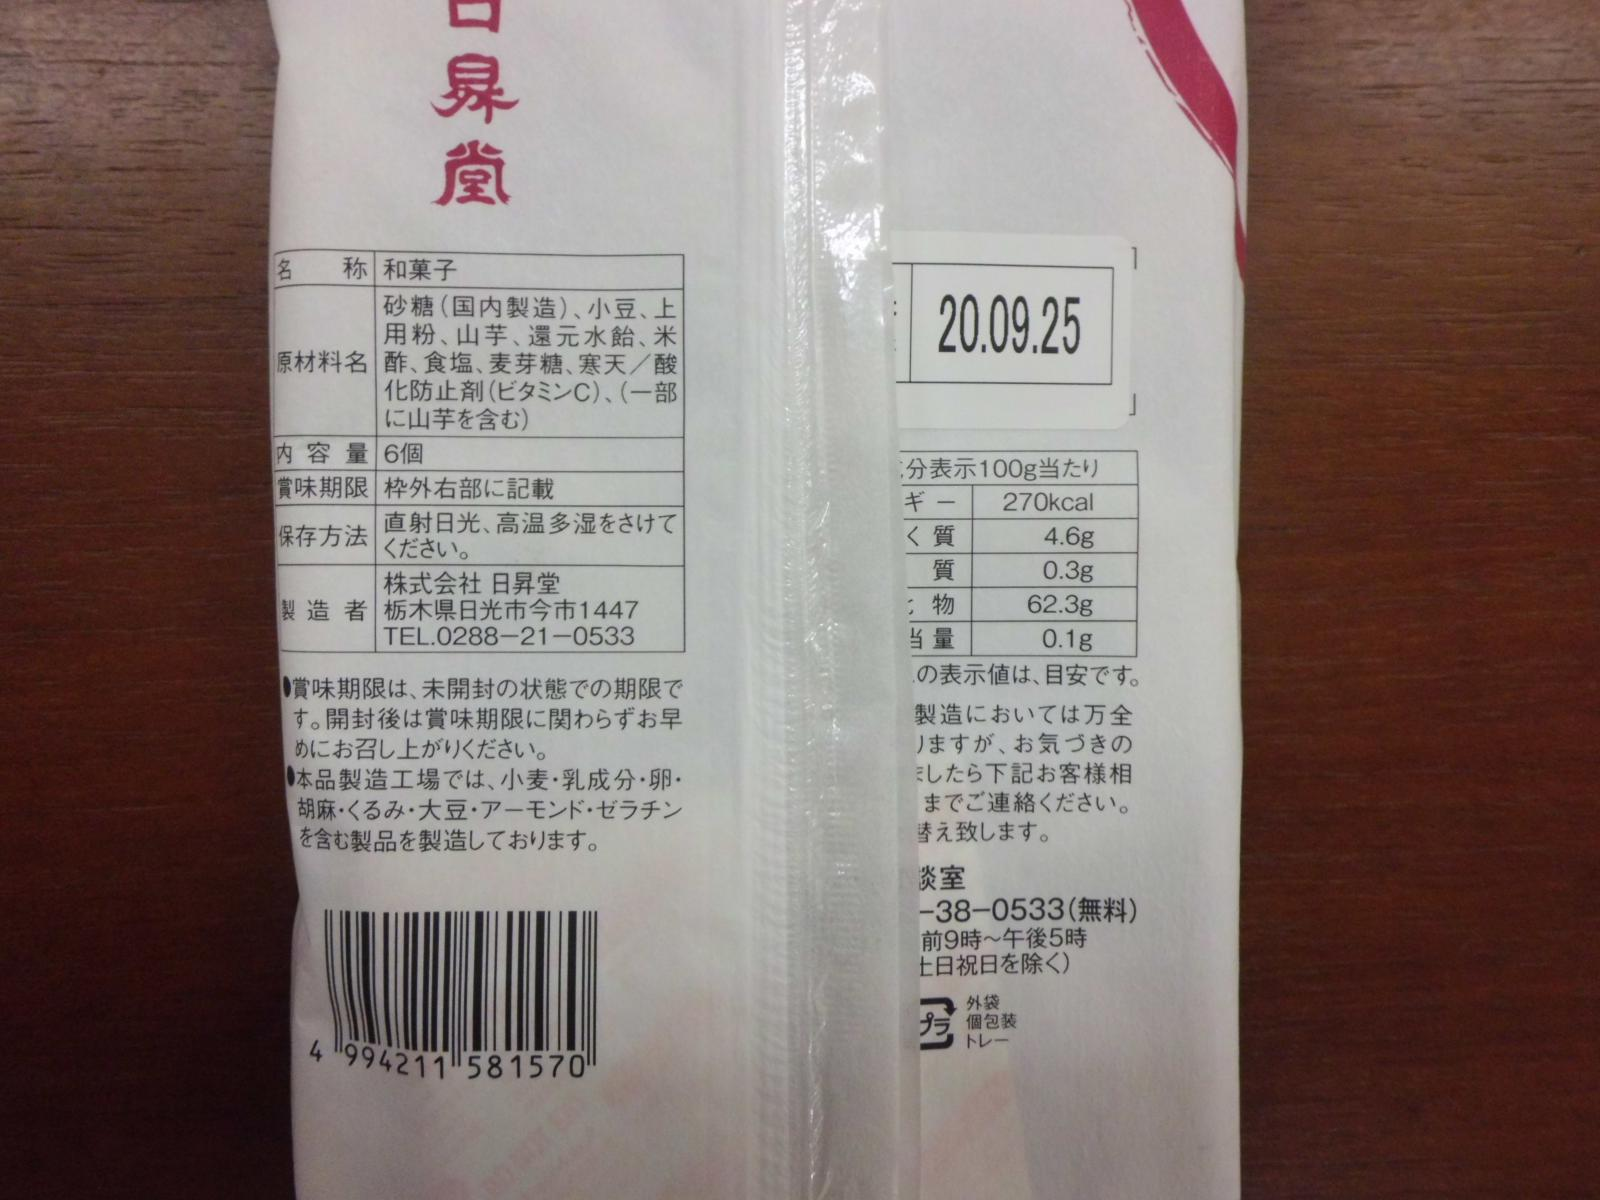 日昇堂
名称 和菓子
原材料名 砂糖（国内製造）、小豆、上
用粉、山芋、還元水飴、米
酢、食塩、麦芽糖、寒天／酸
化防止剤（ビタミンC）、（一部
に山芋を含む）
内容量 6個
賞味期限 枠外右部に記載
保存方法 直射日光、高温多湿をさけて
ください。
製造者 株式会社 日昇堂
栃木県日光市今市1447
TEL.0288－21－0533
●賞味期限は、未開封の状態での期限で
す。開封後は賞味期限に関わらずお早
めにお召し上がりください。
●本品製造工場では、小麦・乳成分・卵・
胡麻・くるみ・大豆・アーモンド・ゼラチン
を含む製品を製造しております。
4 994211 581570
20.09.25
分表示100g当たり
ギー 270kcal
く質 4.6g
質 0.3g
物 62.3g
当量 0.1g
の表示値は、目安です。
製造においては万全
りますが、お気づきの
ましたら下記お客様相
までご連絡ください。
替え致します。
談室
－38－0533（無料）
前9時～午後5時
土日祝日を除く）
プラ
外袋
個包装
トレー